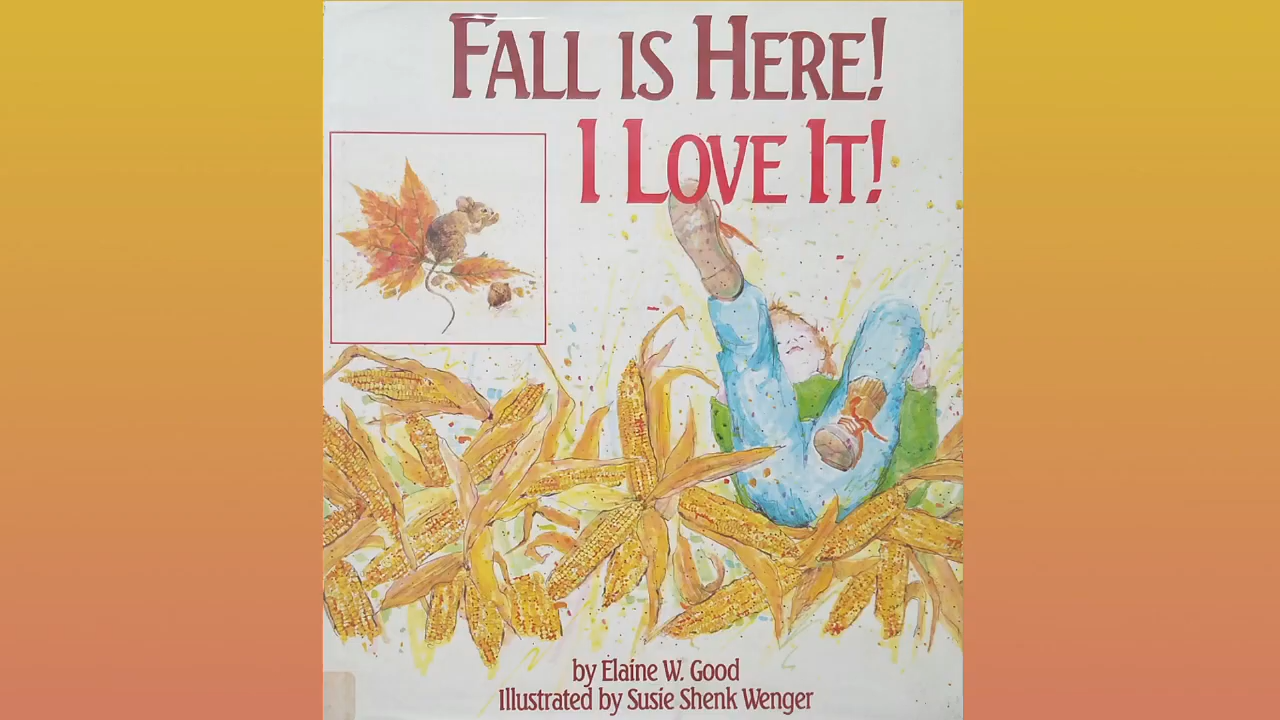 FALL IS HERE!
I LOVE IT!
by Elaine W. Good
Illustrated by Susie Shenk Wenger